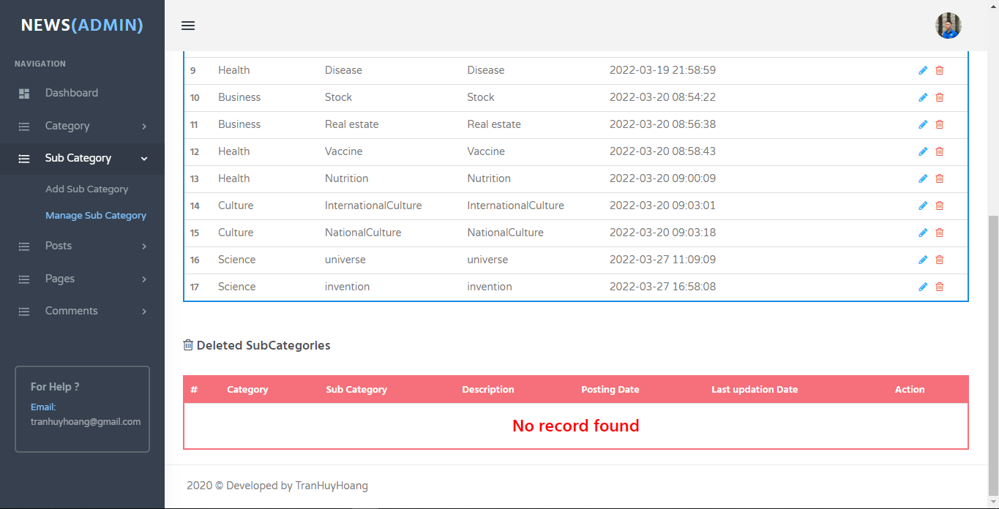 NEWS(ADMIN)
NAVIGATION
Dashboard
Category
Sub Category
Add Sub Category
Manage Sub Category
Posts
Pages
Comments
For Help ?
Email:
tranhuyhoang@gmail.com
9 Health Disease Disease 2022-03-19 21:58:59
10 Business Stock Stock 2022-03-20 08:54:22
11 Business Real estate Real estate 2022-03-20 08:56:38
12 Health Vaccine Vaccine 2022-03-20 08:58:43
13 Health Nutrition Nutrition 2022-03-20 09:00:09
14 Culture InternationalCulture InternationalCulture 2022-03-20 09:03:01
15 Culture NationalCulture NationalCulture 2022-03-20 09:03:18
16 Science universe universe 2022-03-27 11:09:09
17 Science invention invention 2022-03-27 16:58:08
Deleted SubCategories
# Category Sub Category Description Posting Date Last updation Date Action
No record found
2020 © Developed by TranHuyHoang